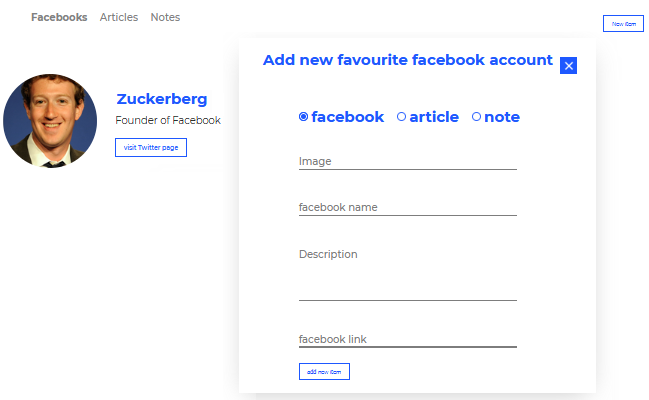 Facebooks Articles Notes
New item
Add new favourite facebook account
Zuckerberg
Founder of Facebook
visit Twitter page
facebook article note
Image
facebook name
Description
facebook link
add new item